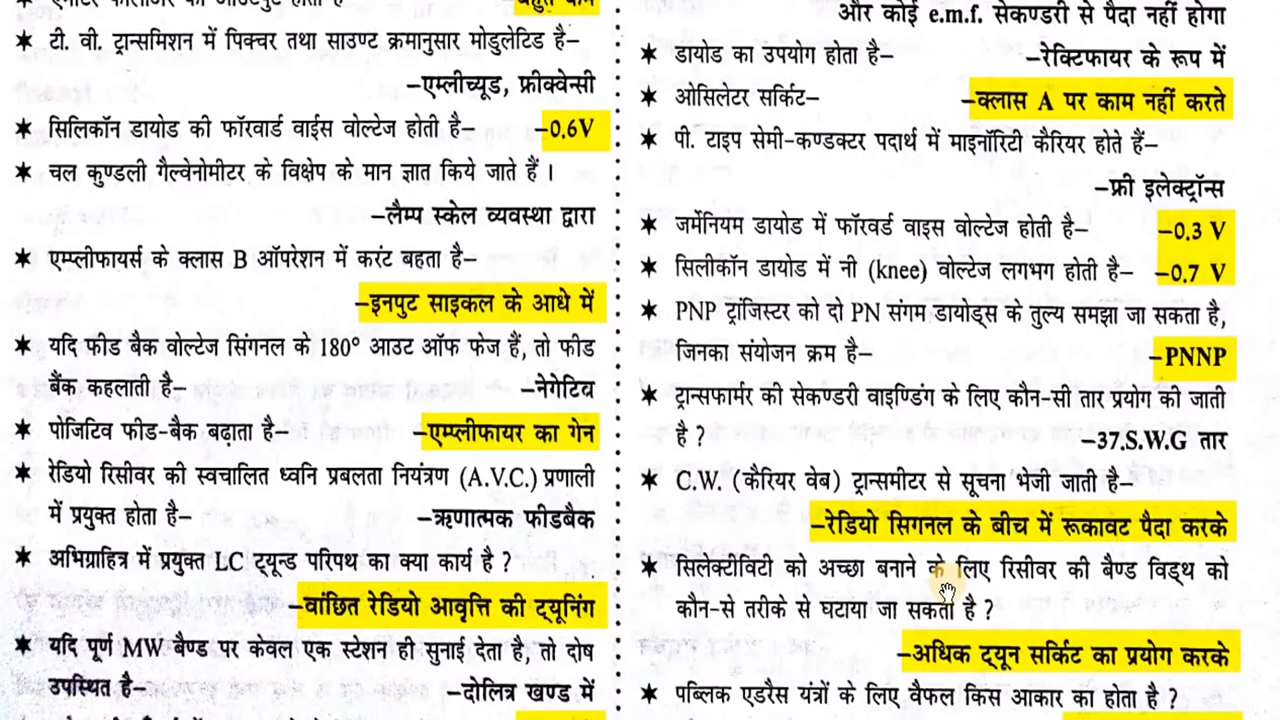 ★ टी. वी. ट्रान्समिशन में पिक्चर तथा साउण्ट क्रमानुसार मोडुलेटिड है–
–एम्लीच्यूड, फ्रीक्वेन्सी
★ सिलिकॉन डायोड की फॉरवार्ड वाईस वोल्टेज होती है– –0.6V
★ चल कुण्डली गैल्वेनोमीटर के विक्षेप के मान ज्ञात किये जाते हैं ।
–लैम्प स्केल व्यवस्था द्वारा
★ एम्प्लीफायर्स के क्लास B ऑपरेशन में करंट बहता है–
–इनपुट साइकल के आधे में
★ यदि फीड बैक वोल्टेज सिंगनल के 180° आउट ऑफ फेज हैं, तो फीड
बैंक कहलाती है– –नेगेटिव
★ पोजिटिव फीड-बैक बढ़ाता है– –एम्प्लीफायर का गेन
★ रेडियो रिसीवर की स्वचालित ध्वनि प्रबलता नियंत्रण (A.V.C.) प्रणाली
में प्रयुक्त होता है– –ऋणात्मक फीडबैक
★ अभिग्राहित्र में प्रयुक्त LC ट्यून्ड परिपथ का क्या कार्य है ?
–वांछित रेडियो आवृत्ति की ट्यूनिंग
★ यदि पूर्ण MW बैण्ड पर केवल एक स्टेशन ही सुनाई देता है, तो दोष
उपस्थित है– –दोलित्र खण्ड में
और कोई e.m.f. सेकण्डरी से पैदा नहीं होगा
★ डायोड का उपयोग होता है– –रेक्टिफायर के रूप में
★ ओसिलेटर सर्किट– –क्लास A पर काम नहीं करते
★ पी. टाइप सेमी-कण्डक्टर पदार्थ में माइनॉरिटी कैरियर होते हैं–
–फ्री इलेक्ट्रॉन्स
★ जर्मेनियम डायोड में फॉरवर्ड वाइस वोल्टेज होती है– –0.3 V
★ सिलीकॉन डायोड में नी (knee) वोल्टेज लगभग होती है– –0.7 V
★ PNP ट्रांजिस्टर को दो PN संगम डायोड्स के तुल्य समझा जा सकता है,
जिनका संयोजन क्रम है– –PNNP
★ ट्रान्सफार्मर की सेकण्डरी वाइण्डिंग के लिए कौन-सी तार प्रयोग की जाती
है ? –37.S.W.G तार
★ C.W. (कैरियर वेब) ट्रान्समीटर से सूचना भेजी जाती है–
–रेडियो सिगनल के बीच में रूकावट पैदा करके
★ सिलेक्टीविटी को अच्छा बनाने के लिए रिसीवर की बैण्ड विड्थ को
कौन-से तरीके से घटाया जा सकता है ?
–अधिक ट्यून सर्किट का प्रयोग करके
★ पब्लिक एडरैस यंत्रों के लिए वैफल किस आकार का होता है ?